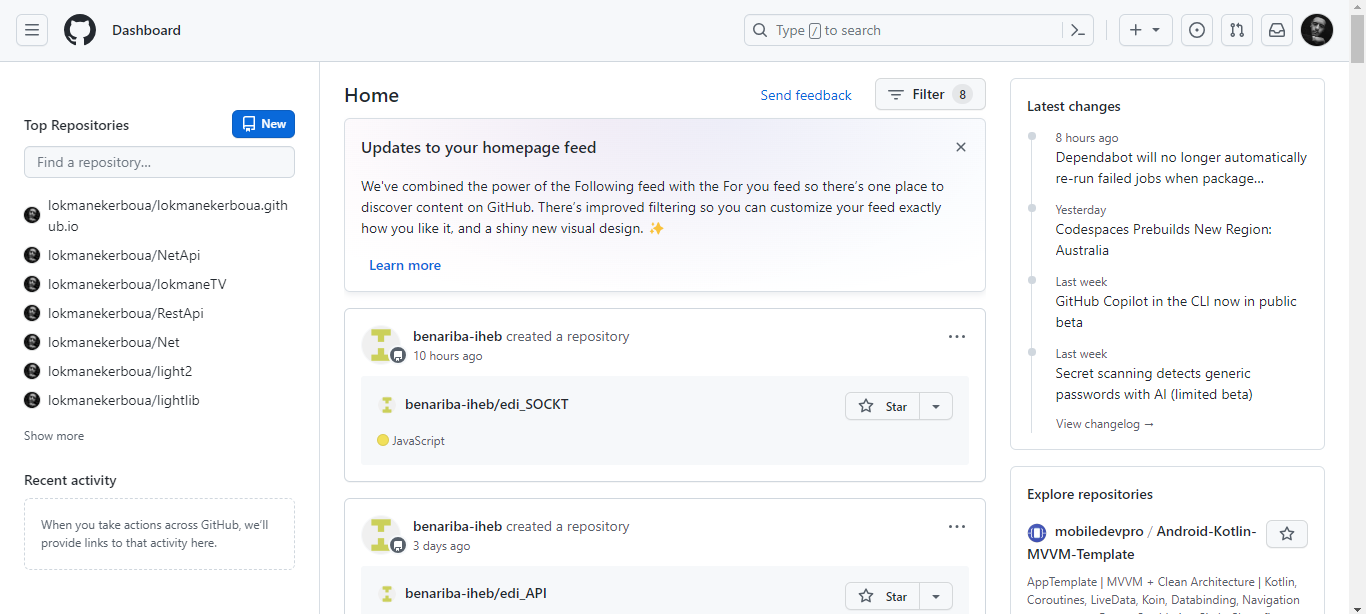 Dashboard
Type / to search
Top Repositories
New
Find a repository...
lokmanekerboua/lokmanekerboua.gith
ub.io
lokmanekerboua/NetApi
lokmanekerboua/lokmaneTV
lokmanekerboua/RestApi
lokmanekerboua/Net
lokmanekerboua/light2
lokmanekerboua/lightlib
Show more
Recent activity
When you take actions across GitHub, we'll
provide links to that activity here.
Home
Send feedback
Filter 8
Updates to your homepage feed
We've combined the power of the Following feed with the For you feed so there's one place to
discover content on GitHub. There's improved filtering so you can customize your feed exactly
how you like it, and a shiny new visual design. ✨
Learn more
benariba-iheb created a repository
10 hours ago
benariba-iheb/edi_SOCKT
Star
JavaScript
benariba-iheb created a repository
3 days ago
benariba-iheb/edi_API
Star
Latest changes
8 hours ago
Dependabot will no longer automatically
re-run failed jobs when package...
Yesterday
Codespaces Prebuilds New Region:
Australia
Last week
GitHub Copilot in the CLI now in public
beta
Last week
Secret scanning detects generic
passwords with AI (limited beta)
View changelog →
Explore repositories
mobiledevpro / Android-Kotlin-
MVVM-Template
AppTemplate | MVVM + Clean Architecture | Kotlin,
Coroutines, LiveData, Koin, Databinding, Navigation